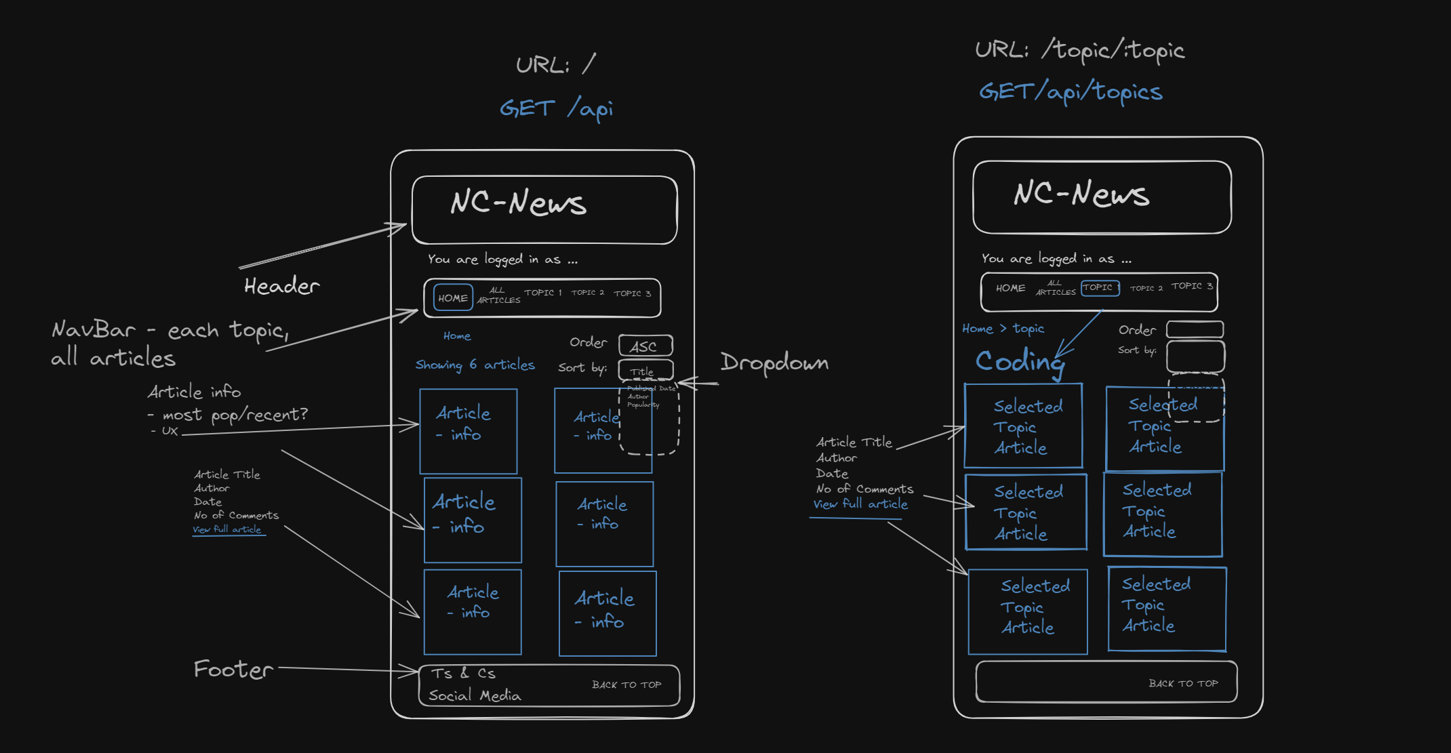 URL: /
GET /api
NC-News
You are logged in as ...
HOME
ALL
ARTICLES
TOPIC 1
TOPIC 2
TOPIC 3
Home
Showing 6 articles
Order
ASC
Sort by:
Title
Published Date
Author
Popularity
Article
- info
Article
- info
Article
- info
Article
- info
Article
- info
Article
- info
Ts & Cs
Social Media
BACK TO TOP
Header
NavBar - each topic,
all articles
Article info
- most pop/recent?
- UX
Article Title
Author
Date
No of Comments
View full article
Footer
Dropdown
URL: /topic/:topic
GET/api/topics
NC-News
You are logged in as ...
HOME
ALL
ARTICLES
TOPIC 1
TOPIC 2
TOPIC 3
Home > topic
Coding
Order
Sort by:
Selected
Topic
Article
Selected
Topic
Article
Selected
Topic
Article
Selected
Topic
Article
Selected
Topic
Article
Selected
Topic
Article
BACK TO TOP
Article Title
Author
Date
No of Comments
View full article